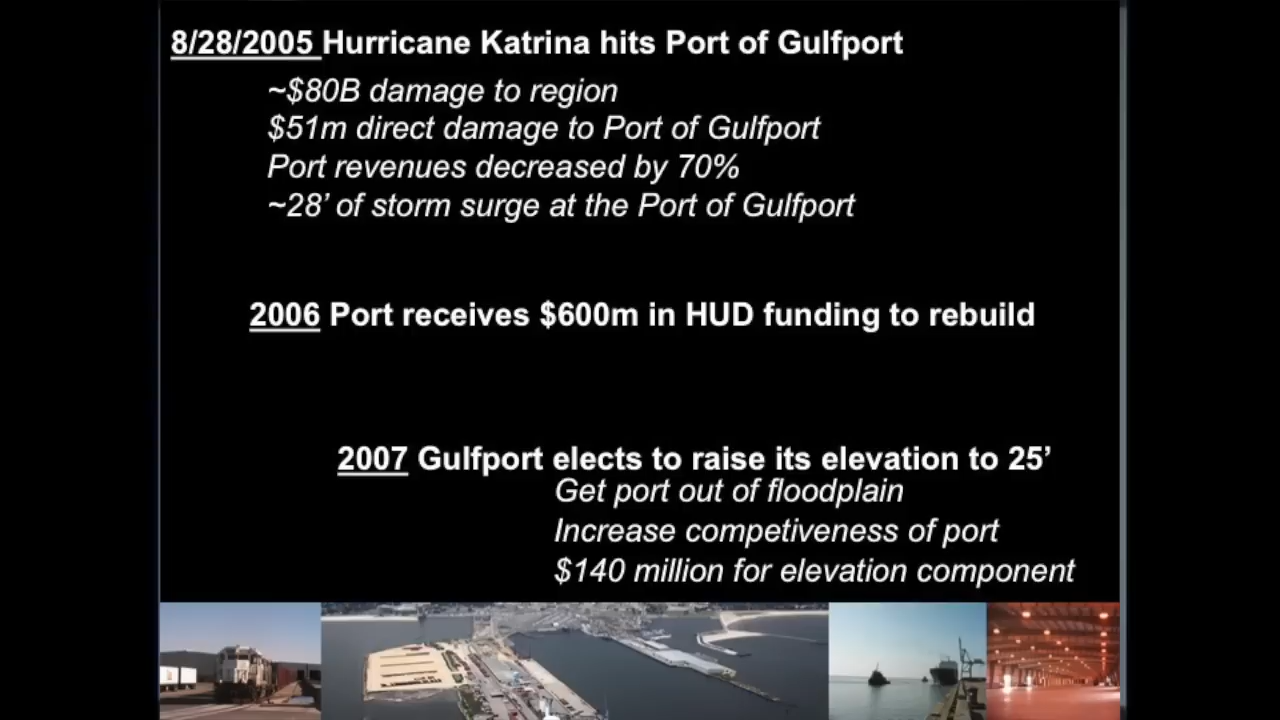 8/28/2005 Hurricane Katrina hits Port of Gulfport
~$80B damage to region
$51m direct damage to Port of Gulfport
Port revenues decreased by 70%
~28’ of storm surge at the Port of Gulfport
2006 Port receives $600m in HUD funding to rebuild
2007 Gulfport elects to raise its elevation to 25’
Get port out of floodplain
Increase competiveness of port
$140 million for elevation component